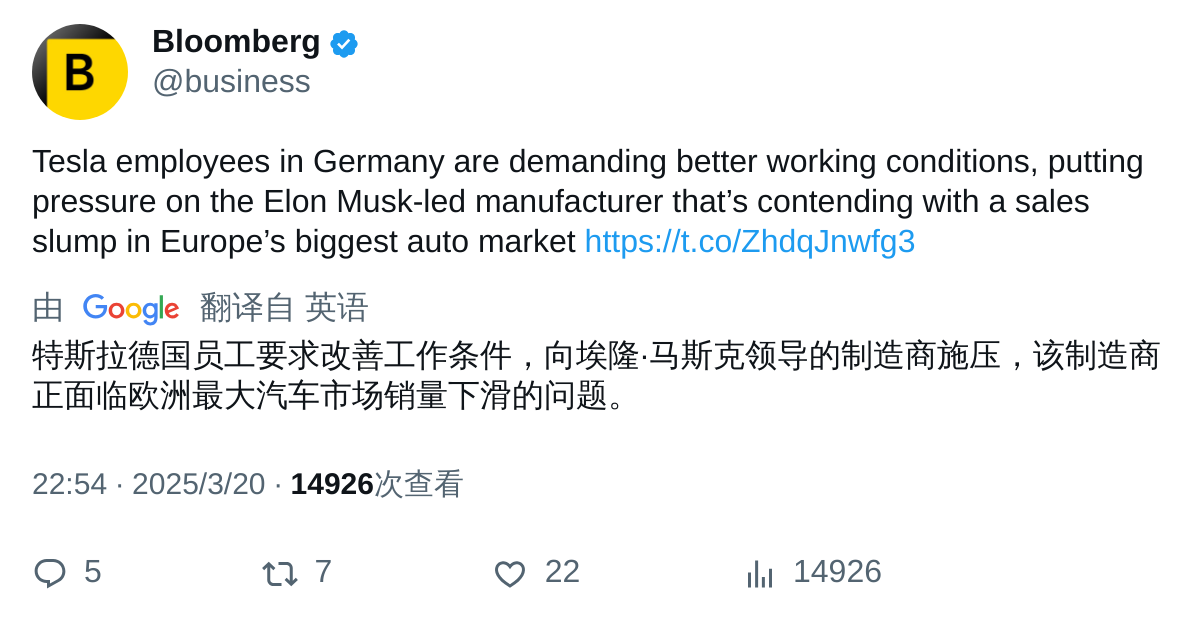 B
Bloomberg
@business
Tesla employees in Germany are demanding better working conditions, putting
pressure on the Elon Musk-led manufacturer that’s contending with a sales
slump in Europe’s biggest auto market https://t.co/ZhdqJnwfg3
由 Google 翻译自 英语
特斯拉德国员工要求改善工作条件，向埃隆·马斯克领导的制造商施压，该制造商
正面临欧洲最大汽车市场销量下滑的问题。
22:54 · 2025/3/20 · 14926次查看
5 7 22 14926